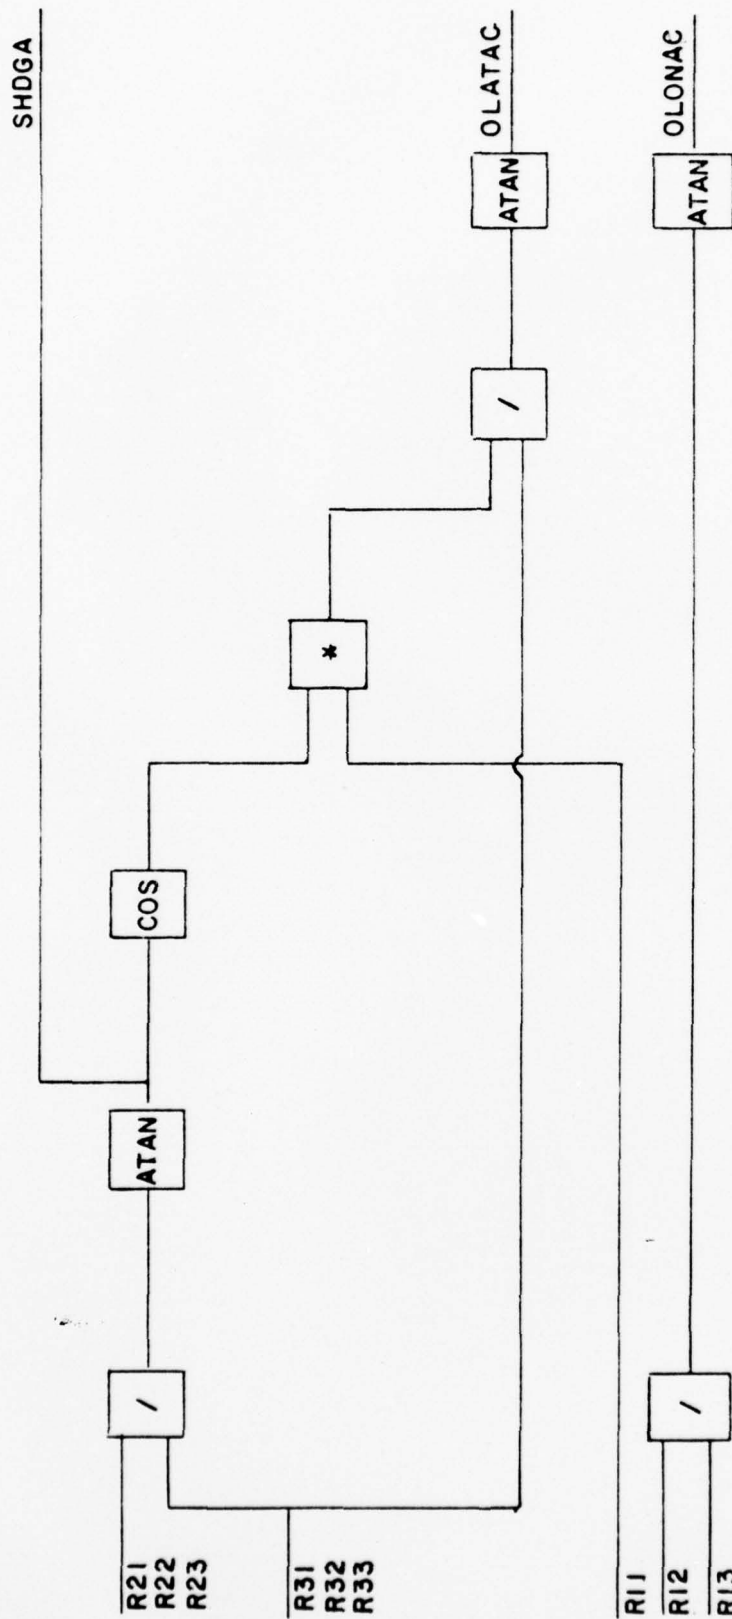 R21
R22
R23
R31
R32
R33
R11
R12
R13
/
/
ATAN
COS
*
/
ATAN
ATAN
SHDGA
OLATAC
OLONAC